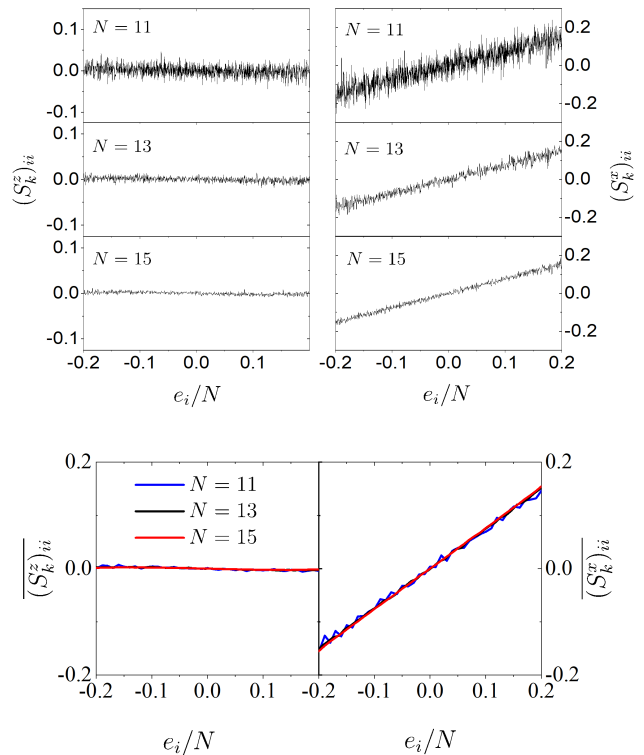 0.1
0.0
-0.1
N = 11
0.1
0.0
-0.1
N = 13
0.1
0.0
-0.1
N = 15
(S_k^z)_{ii}
-0.2 -0.1 0.0 0.1
e_i/N
N = 11
0.2
0.0
-0.2
N = 13
0.2
0.0
-0.2
N = 15
0.2
0.0
-0.2
(S_k^x)_{ii}
-0.2 -0.1 0.0 0.1 0.2
e_i/N
0.2
0.0
-0.2
N = 11
N = 13
N = 15
\overline{(S_k^z)_{ii}}
-0.2 -0.1 0.0 0.1
e_i/N
0.2
0.0
-0.2
\overline{(S_k^x)_{ii}}
-0.2 -0.1 0.0 0.1 0.2
e_i/N